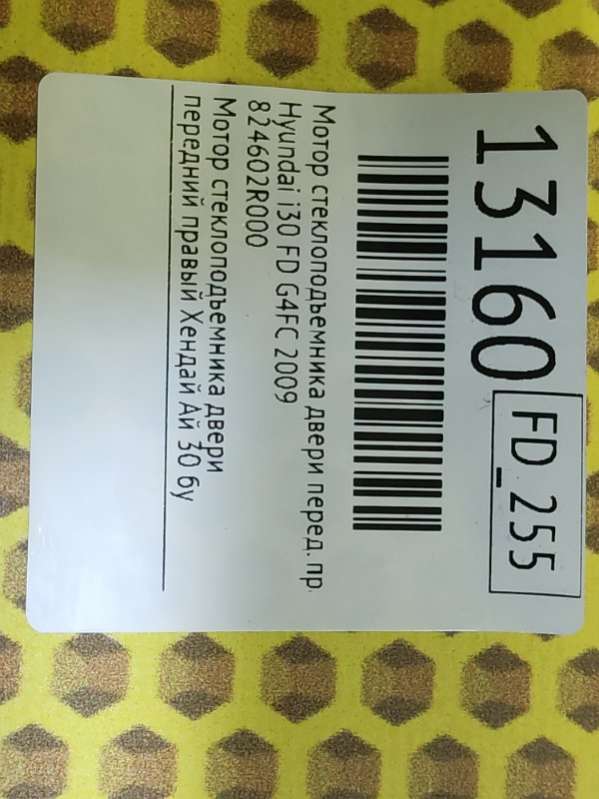 13160
FD_255
Мотор стеклоподъемника двери перед. пр.
Hyundai i30 FD G4FC 2009
824602R000
Мотор стеклоподъемника двери
передний правый Хендай Ай 30 бу